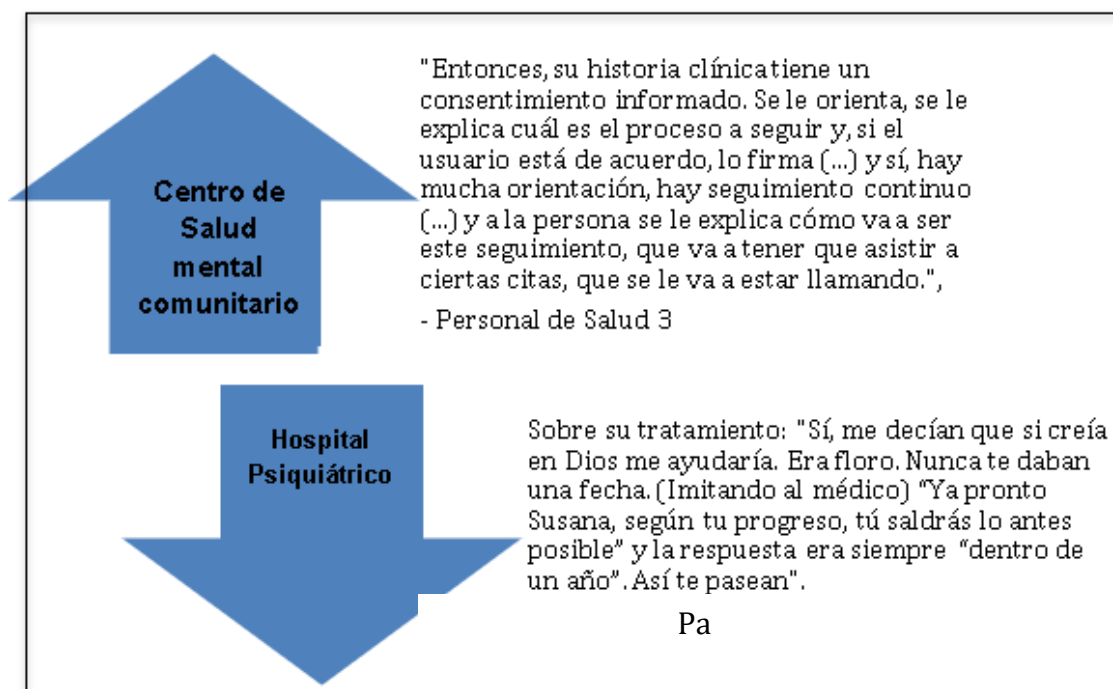 "Entonces, su historia clínica tiene un
consentimiento informado. Se le orienta, se le
explica cuál es el proceso a seguir y, si el
usuario está de acuerdo, lo firma (...) y sí, hay
mucha orientación, hay seguimiento continuo
(...) y a la persona se le explica cómo va a ser
este seguimiento, que va a tener que asistir a
ciertas citas, que se le va a estar llamando.",
- Personal de Salud 3
Centro de
Salud
mental
comunitario
Hospital
Psiquiátrico
Sobre su tratamiento: "Sí, me decían que si creía
en Dios me ayudaría. Era floro. Nunca te daban
una fecha. (Imitando al médico) “Ya pronto
Susana, según tu progreso, tú saldrás lo antes
posible” y la respuesta era siempre “dentro de
un año”. Así te pasean".
Pa